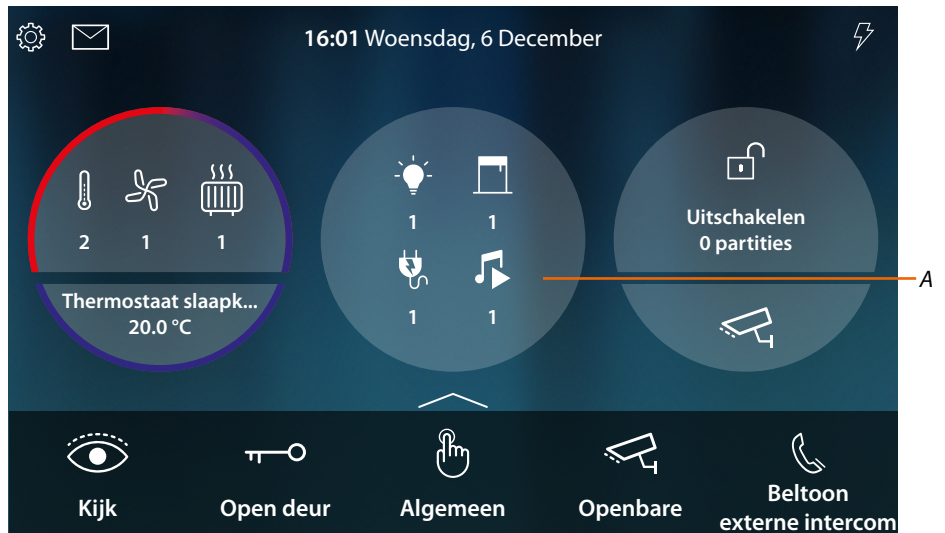 16:01 Woensdag, 6 December
2 1 1
Thermostaat slaapk...
20.0 °C
1 1
1 1
Uitschakelen
0 partities
A
Kijk
Open deur
Algemeen
Openbare
Beltoon
externe intercom